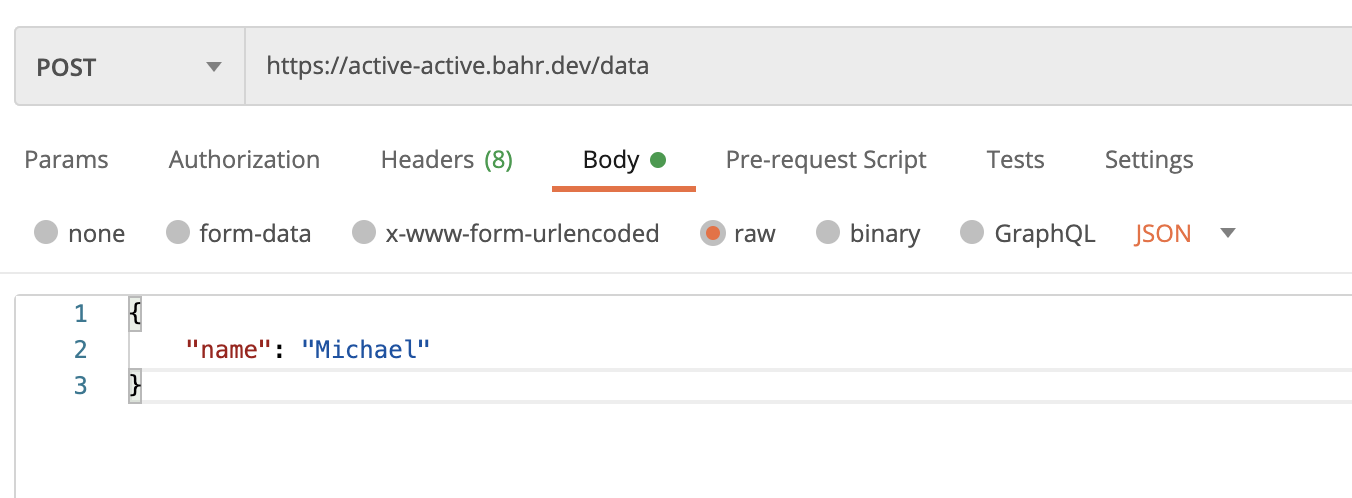 POST https://active-active.bahr.dev/data
Params Authorization Headers (8) Body Pre-request Script Tests Settings
none form-data x-www-form-urlencoded raw binary GraphQL JSON
1 {
2 "name": "Michael"
3 }